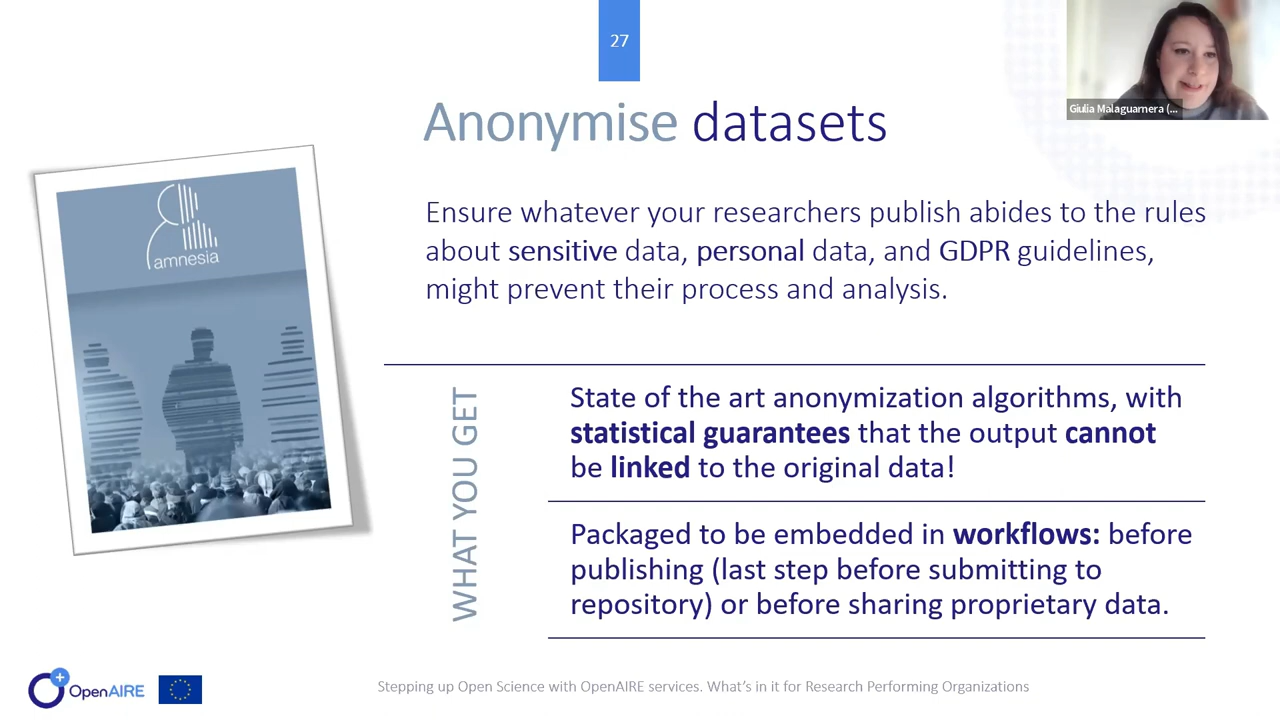 27
Giulia Malaguarnera (...
Anonymise datasets
amnesia
Ensure whatever your researchers publish abides to the rules
about sensitive data, personal data, and GDPR guidelines,
might prevent their process and analysis.
WHAT YOU GET
State of the art anonymization algorithms, with
statistical guarantees that the output cannot
be linked to the original data!
Packaged to be embedded in workflows: before
publishing (last step before submitting to
repository) or before sharing proprietary data.
OpenAIRE
Stepping up Open Science with OpenAIRE services. What's in it for Research Performing Organizations